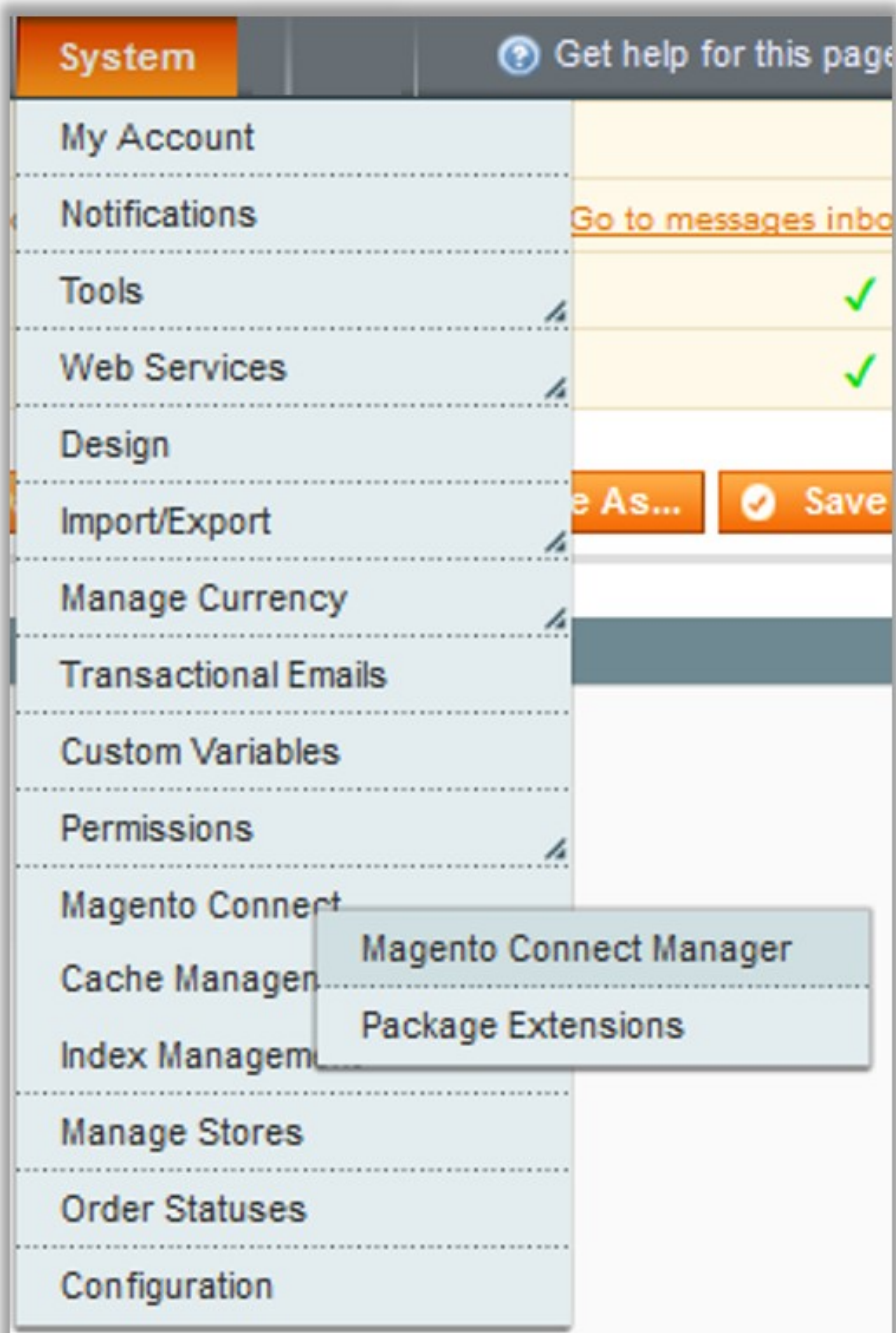 System
Get help for this page
My Account
Notifications
Go to messages inbo
Tools
Web Services
Design
Import/Export
e As...
Save
Manage Currency
Transactional Emails
Custom Variables
Permissions
Magento Connect
Magento Connect Manager
Cache Managem
Package Extensions
Index Management
Manage Stores
Order Statuses
Configuration